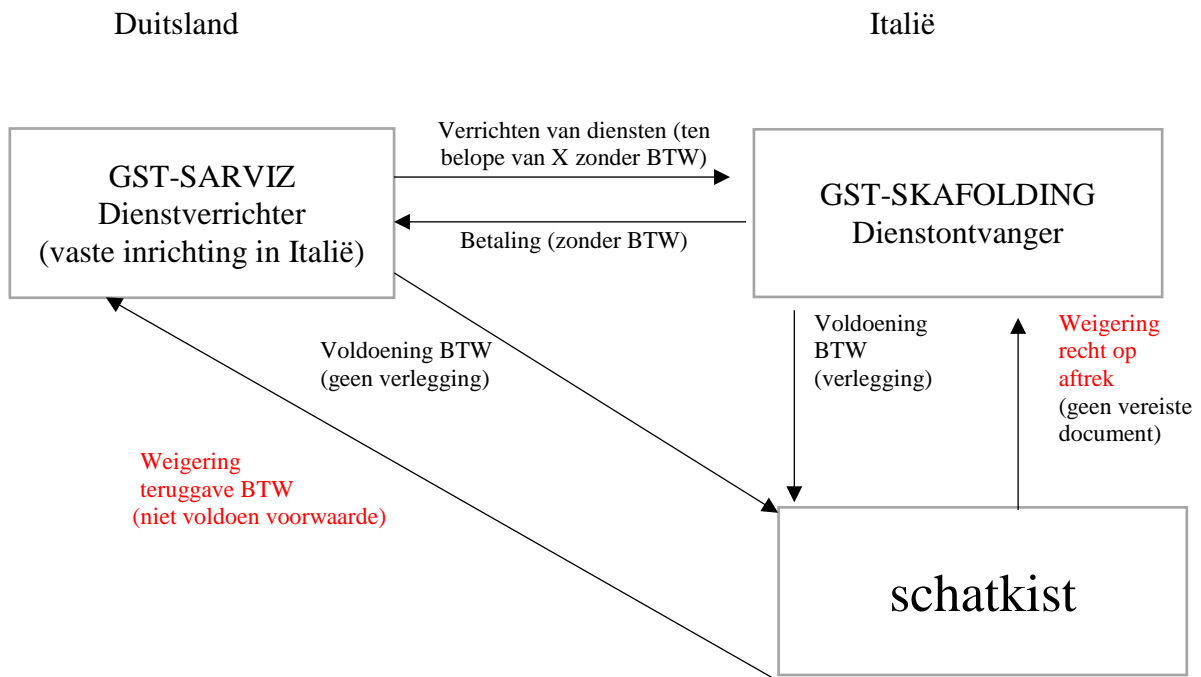 Duitsland
Italië
Verrichten van diensten (ten
belope van X zonder BTW)
GST-SARVIZ
Dienstverrichter
(vaste inrichting in Italië)
GST-SKAFOLDING
Dienstontvanger
Betaling (zonder BTW)
Voldoening BTW
(geen verlegging)
Voldoening
BTW
(verlegging)
Weigering
recht op
aftrek
(geen vereiste
document)
Weigering
teruggave BTW
(niet voldoen voorwaarde)
schatkist